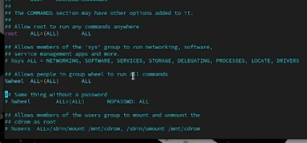 ## The COMMANDS section may have other options added to it.
##
## Allow root to run any commands anywhere
root ALL=(ALL) ALL
## Allows members of the 'sys' group to run networking, software,
## service management apps and more.
# %sys ALL = NETWORKING, SOFTWARE, SERVICES, STORAGE, DELEGATING, PROCESSES, LOCATE, DRIVERS
## Allows people in group wheel to run all commands
%wheel ALL=(ALL) ALL
## Same thing without a password
# %wheel ALL=(ALL) NOPASSWD: ALL
## Allows members of the users group to mount and unmount the
## cdrom as root
# %users ALL=/sbin/mount /mnt/cdrom, /sbin/umount /mnt/cdrom